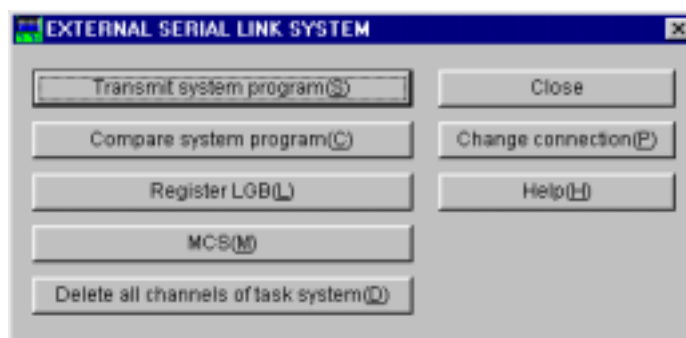 EXTERNAL SERIAL LINK SYSTEM
Transmit system program(S)
Close
Compare system program(C)
Change connection(P)
Register LGB(L)
Help(H)
MCS(M)
Delete all channels of task system(D)